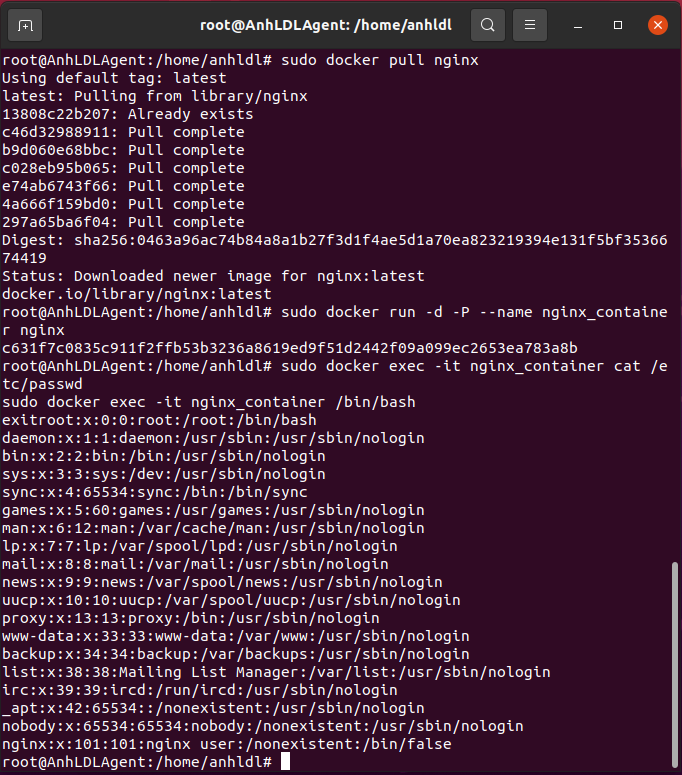 root@AnhLDLAgent: /home/anhldl
root@AnhLDLAgent:/home/anhldl# sudo docker pull nginx
Using default tag: latest
latest: Pulling from library/nginx
13808c22b207: Already exists
c46d32988911: Pull complete
b9d060e68bbc: Pull complete
c028eb95b065: Pull complete
e74ab6743f66: Pull complete
4a666f159bd0: Pull complete
297a65ba6f04: Pull complete
Digest: sha256:0463a96ac74b84a8a1b27f3d1f4ae5d1a70ea823219394e131f5bf3536
674419
Status: Downloaded newer image for nginx:latest
docker.io/library/nginx:latest
root@AnhLDLAgent:/home/anhldl# sudo docker run -d -P --name nginx_containe
r nginx
c631f7c0835c911f2ffb53b3236a8619ed9f51d2442f09a099ec2653ea783a8b
root@AnhLDLAgent:/home/anhldl# sudo docker exec -it nginx_container cat /e
tc/passwd
sudo docker exec -it nginx_container /bin/bash
exitroot:x:0:0:root:/root:/bin/bash
daemon:x:1:1:daemon:/usr/sbin:/usr/sbin/nologin
bin:x:2:2:bin:/bin:/usr/sbin/nologin
sys:x:3:3:sys:/dev:/usr/sbin/nologin
sync:x:4:65534:sync:/bin:/bin/sync
games:x:5:60:games:/usr/games:/usr/sbin/nologin
man:x:6:12:man:/var/cache/man:/usr/sbin/nologin
lp:x:7:7:lp:/var/spool/lpd:/usr/sbin/nologin
mail:x:8:8:mail:/var/mail:/usr/sbin/nologin
news:x:9:9:news:/var/spool/news:/usr/sbin/nologin
uucp:x:10:10:uucp:/var/spool/uucp:/usr/sbin/nologin
proxy:x:13:13:proxy:/bin:/usr/sbin/nologin
www-data:x:33:33:www-data:/var/www:/usr/sbin/nologin
backup:x:34:34:backup:/var/backups:/usr/sbin/nologin
list:x:38:38:Mailing List Manager:/var/list:/usr/sbin/nologin
irc:x:39:39:ircd:/run/ircd:/usr/sbin/nologin
_apt:x:42:65534::/nonexistent:/usr/sbin/nologin
nobody:x:65534:65534:nobody:/nonexistent:/usr/sbin/nologin
nginx:x:101:101:nginx user:/nonexistent:/bin/false
root@AnhLDLAgent:/home/anhldl#